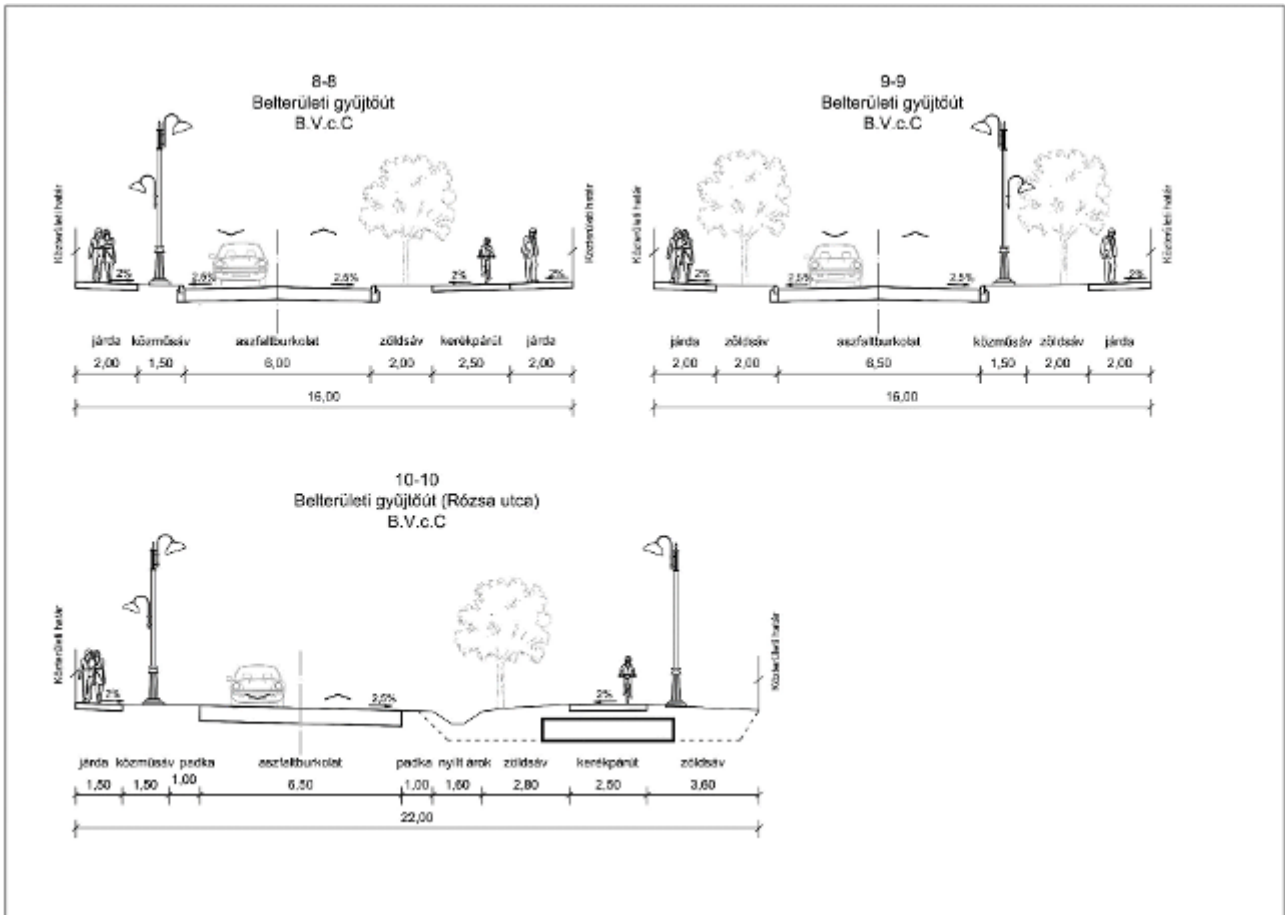 8-8
Belterületi gyűjtőút
B.V.c.C
Közterületi határ
2%
2,5%
2,5%
2%
2%
Közterületi határ
járda közműsáv aszfaltburkolat zöldsáv kerékpárút járda
2,00 1,50 6,00 2,00 2,50 2,00
16,00
9-9
Belterületi gyűjtőút
B.V.c.C
Közterületi határ
2%
2,5%
2,5%
2%
Közterületi határ
járda zöldsáv aszfaltburkolat közműsáv zöldsáv járda
2,00 2,00 6,50 1,50 2,00 2,00
16,00
10-10
Belterületi gyűjtőút (Rózsa utca)
B.V.c.C
Közterületi határ
2%
2,5%
2%
Közterületi határ
járda közműsáv padka aszfaltburkolat padka nyílt árok zöldsáv kerékpárút zöldsáv
1,50 1,50 1,00 6,50 1,00 1,60 2,80 2,50 3,60
22,00